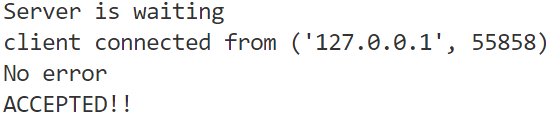 Server is waiting
client connected from ('127.0.0.1', 55858)
No error
ACCEPTED!!